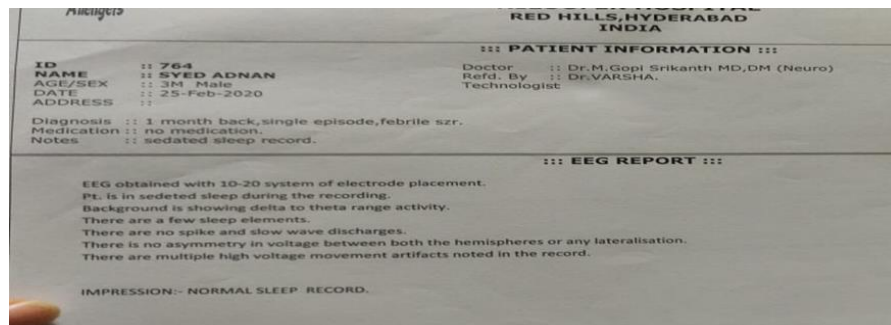 Allengers
RED HILLS,HYDERABAD
INDIA
::: PATIENT INFORMATION :::
ID :: 764
NAME :: SYED ADNAN
AGE/SEX :: 3M Male
DATE :: 25-Feb-2020
ADDRESS ::
Doctor :: Dr.M.Gopi Srikanth MD,DM (Neuro)
Refd. By :: Dr.VARSHA.
Technologist
Diagnosis :: 1 month back,single episode,febrile szr.
Medication :: no medication.
Notes :: sedated sleep record.
::: EEG REPORT :::
EEG obtained with 10-20 system of electrode placement.
Pt. is in sedeted sleep during the recording.
Background is showing delta to theta range activity.
There are a few sleep elements.
There are no spike and slow wave discharges.
There is no asymmetry in voltage between both the hemispheres or any lateralisation.
There are multiple high voltage movement artifacts noted in the record.
IMPRESSION:- NORMAL SLEEP RECORD.